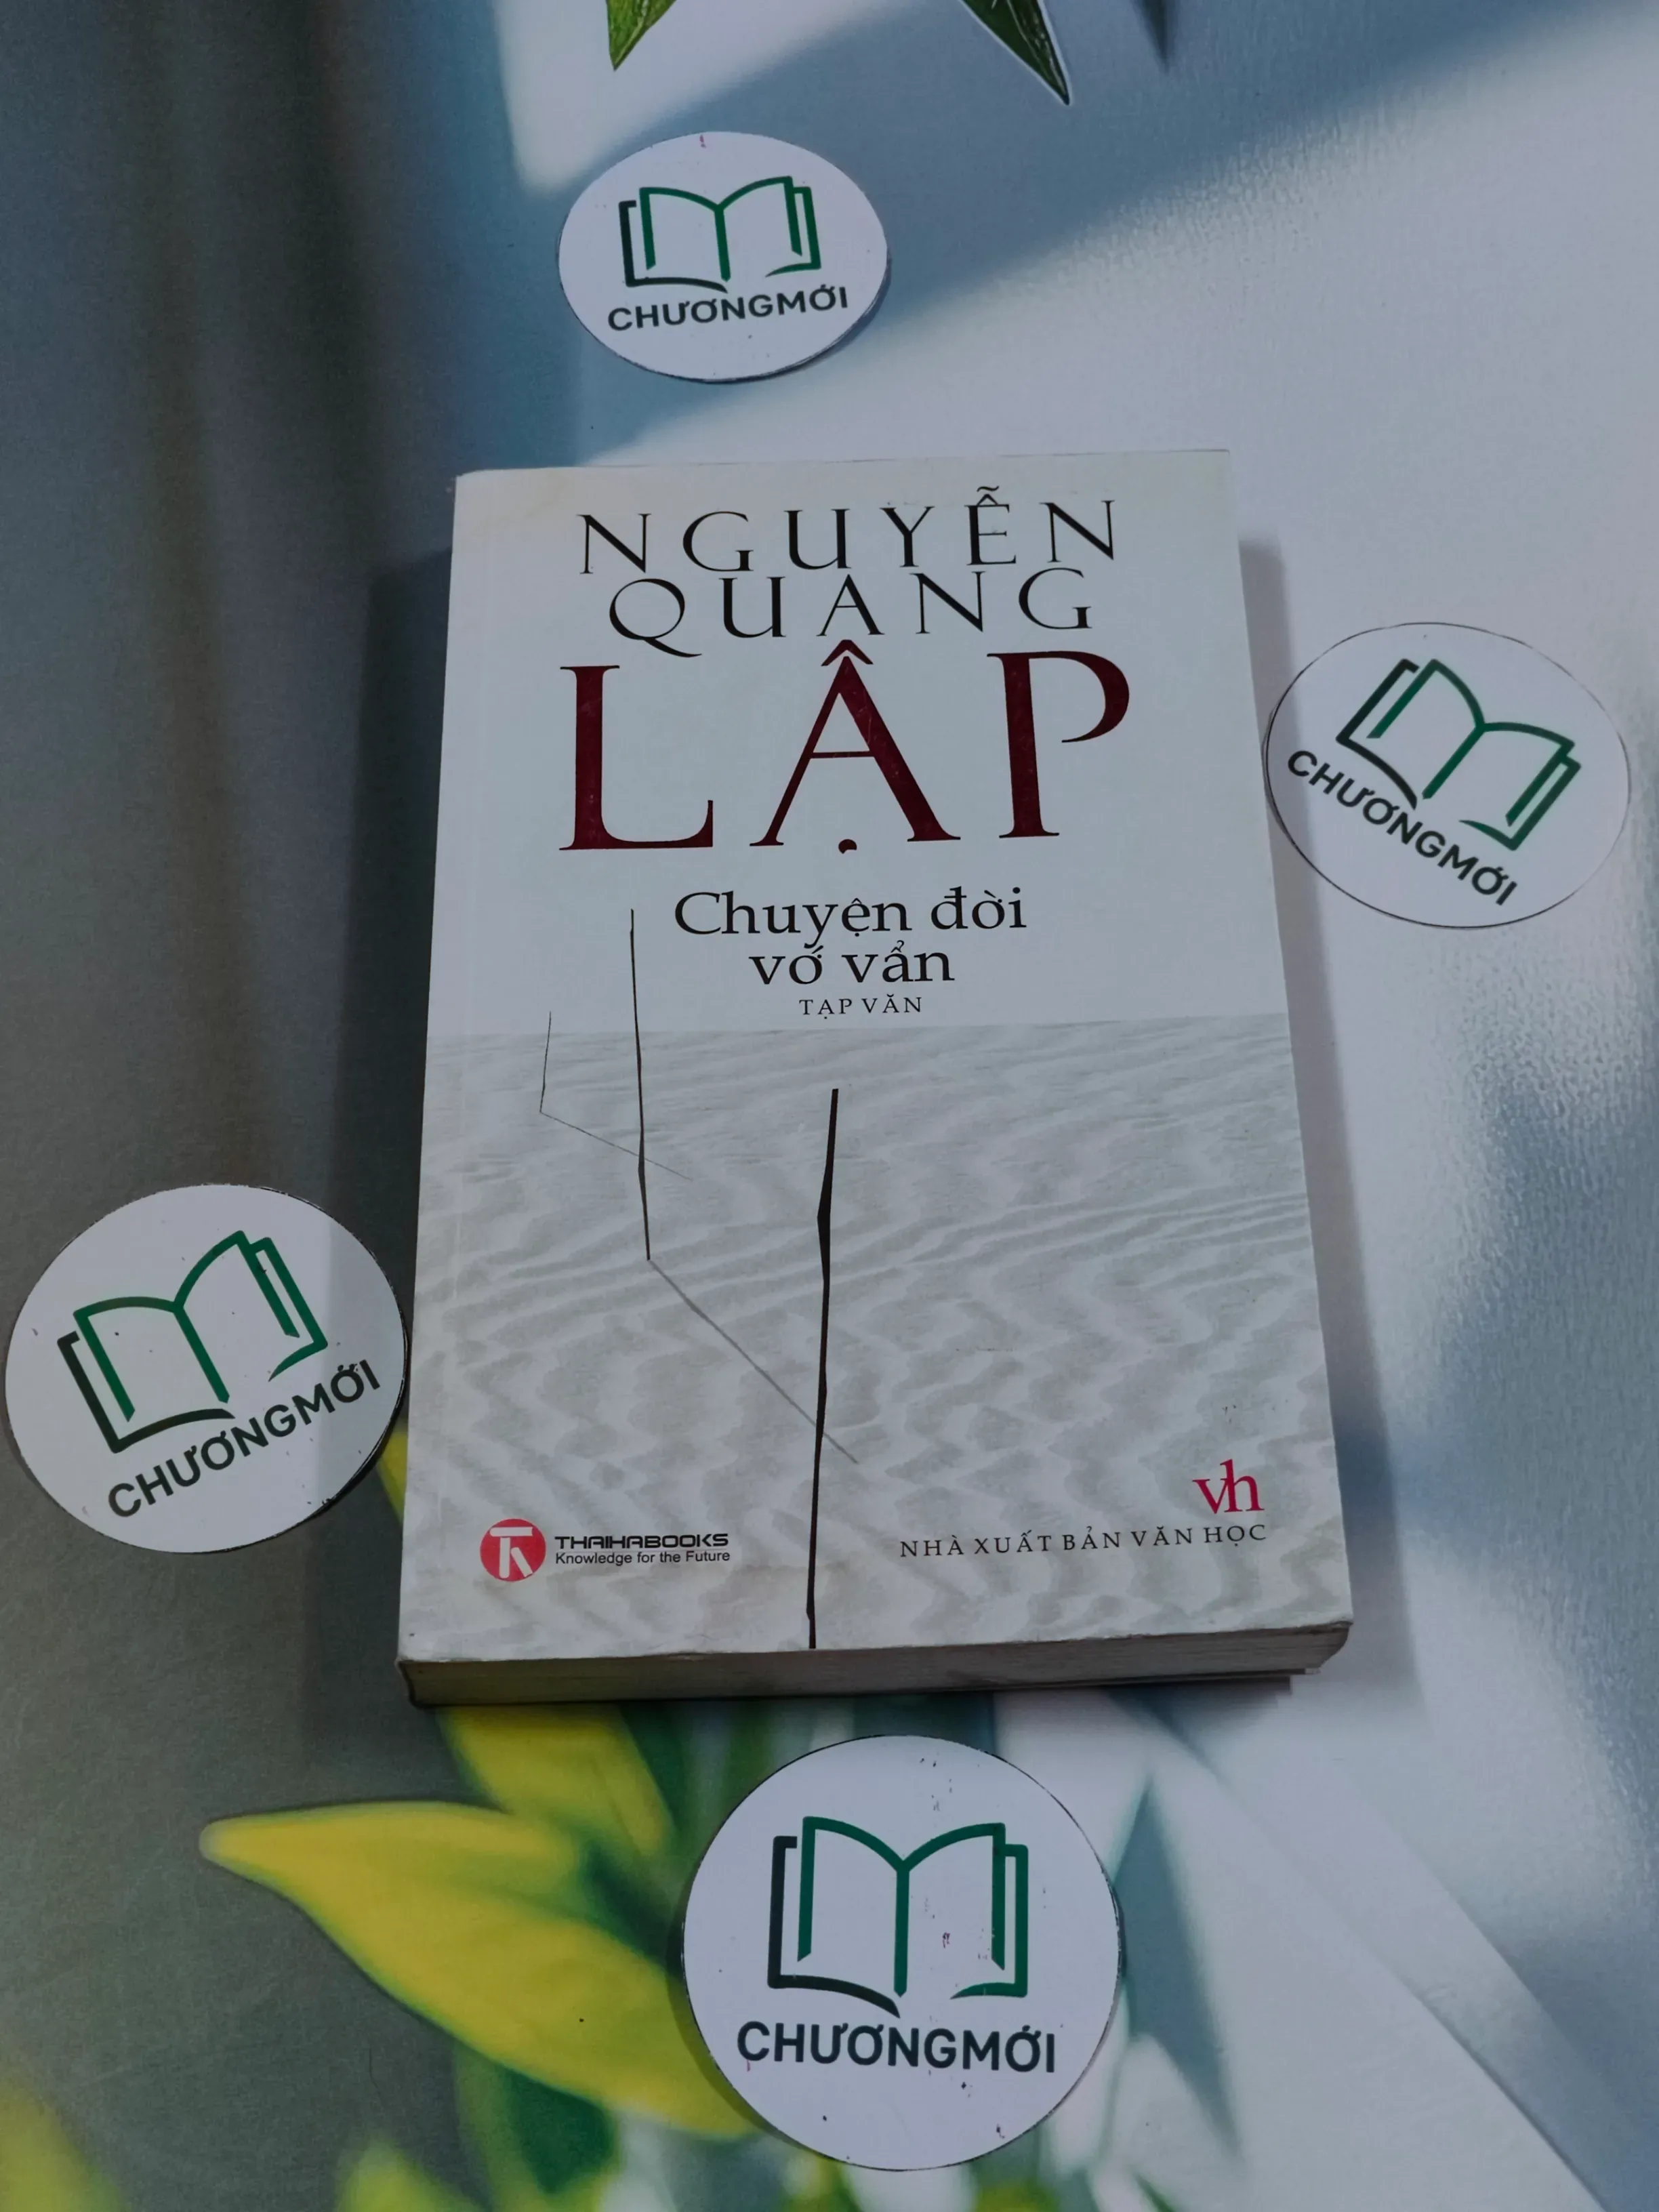 CHƯƠNGMỚI
NGUYỄN
QUANG
LẬP
CHƯƠNGMỚI
Chuyện đời
vớ vẩn
TẠP VĂN
CHƯƠNGMỚI
vh
THAIHABOOKS
Knowledge for the Future
NHÀ XUẤT BẢN VĂN HỌC
CHƯƠNGMỚI